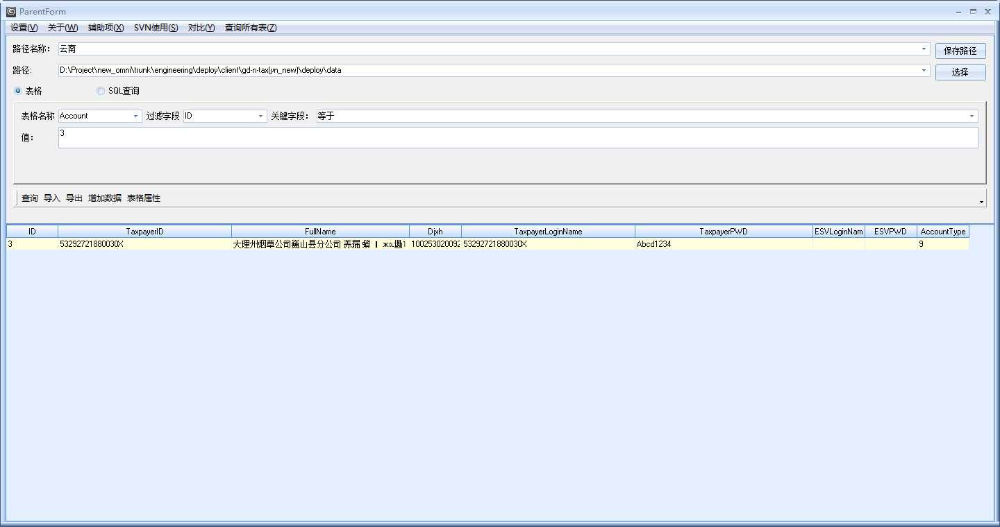 ParentForm
设置(V) 关于(W) 辅助项(X) SVN使用(S) 对比(Y) 查询所有表(Z)
路径名称： 云南 保存路径
路径: D:\Project\new_omni\trunk\engineering\deploy\client\gd-n-tax(yn_new)\deploy\data 选择
表格 SQL查询
表格名称 Account 过滤字段 ID 关键字段： 等于
值： 3
查询 导入 导出 增加数据 表格属性
ID TaxpayerID FullName Djxh TaxpayerLoginName TaxpayerPWD ESVLoginNam ESVPWD AccountType
3 53292721880030X 大理州烟草公司巍山县分公司 100253020092 53292721880030X Abcd1234 9